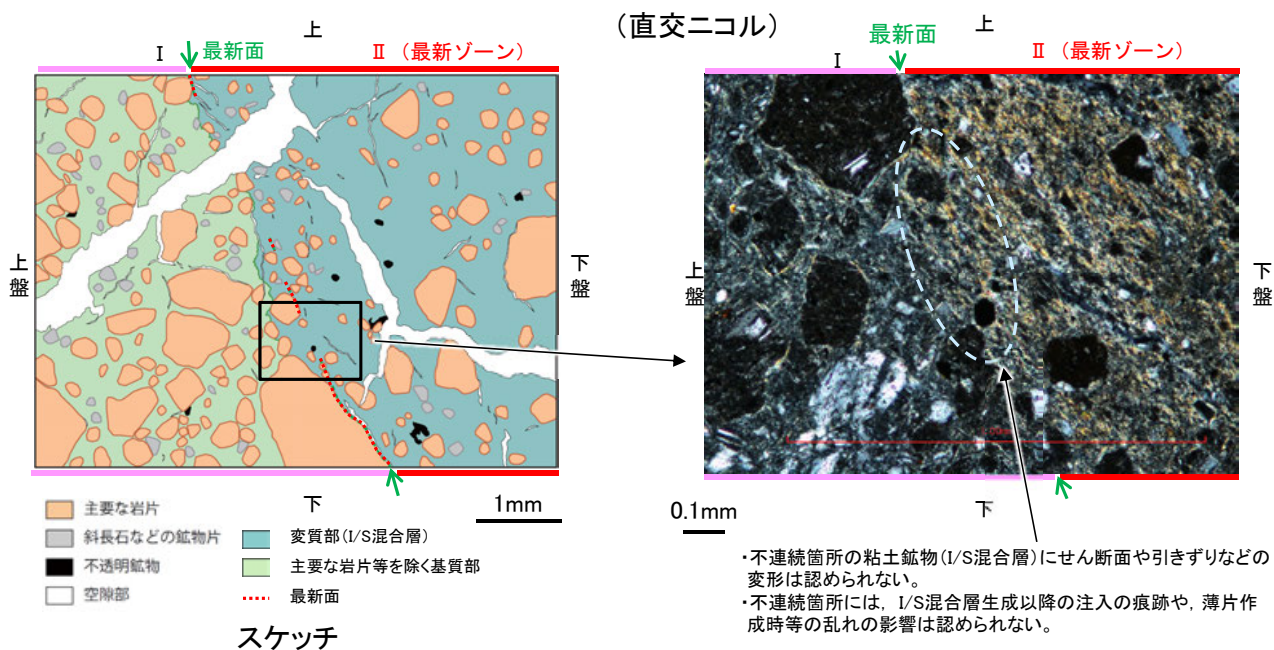 (直交ニコル)
上
I
最新面
II (最新ゾーン)
上盤
下盤
下
1mm
主要な岩片
斜長石などの鉱物片
不透明鉱物
空隙部
変質部(I/S混合層)
主要な岩片等を除く基質部
最新面
スケッチ
上
最新面
I
II (最新ゾーン)
上盤
下盤
下
0.1mm
・不連続箇所の粘土鉱物(I/S混合層)にせん断面や引きずりなどの
変形は認められない。
・不連続箇所には, I/S混合層生成以降の注入の痕跡や, 薄片作
成時等の乱れの影響は認められない。